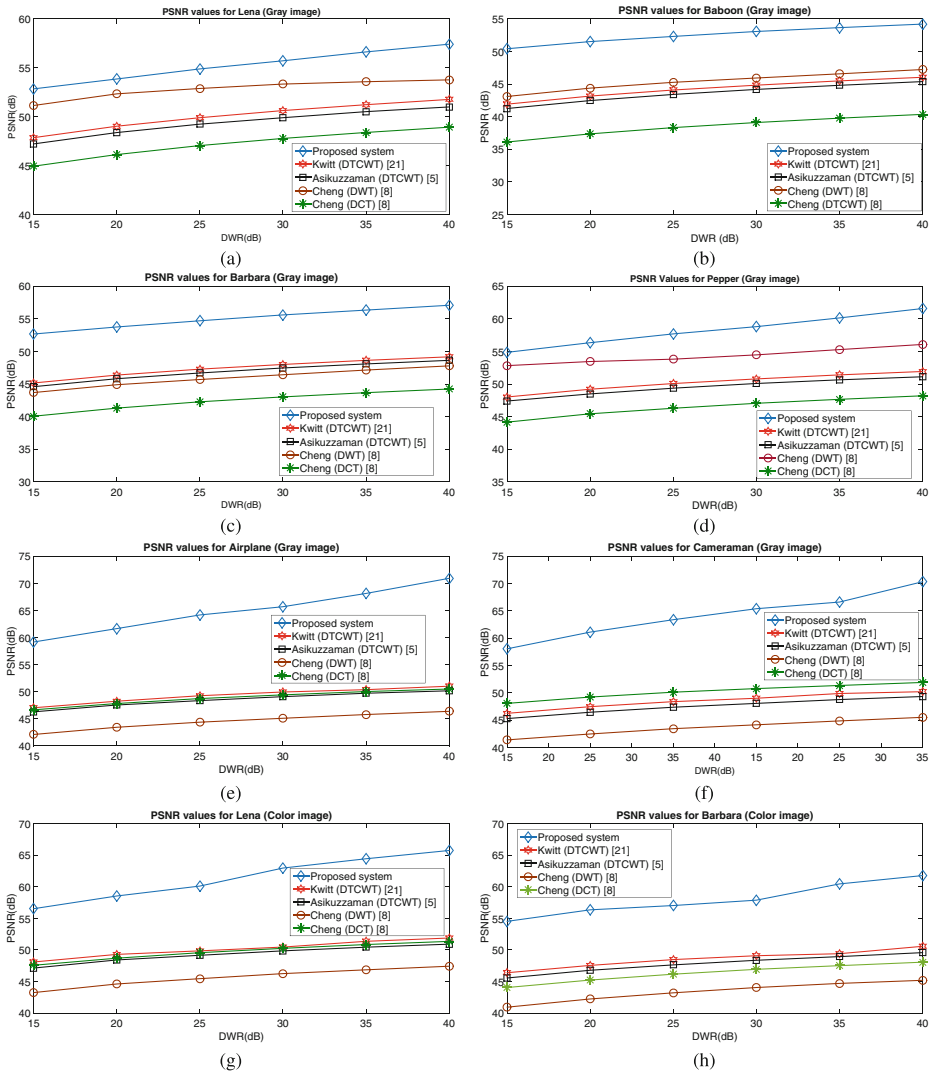 PSNR values for Lena (Gray image)
60
55
50
45
40
PSNR(dB)
Proposed system
Kwitt (DTCWT) [21]
Asikuzzaman (DTCWT) [5]
Cheng (DWT) [8]
Cheng (DCT) [8]
15 20 25 30 35 40
DWR(dB)
(a)
PSNR values for Baboon (Gray image)
55
50
45
40
35
30
25
PSNR (dB)
Proposed system
Kwitt (DTCWT) [21]
Asikuzzaman (DTCWT) [5]
Cheng (DWT) [8]
Cheng (DCT) [8]
15 20 25 30 35 40
DWR (dB)
(b)
PSNR values for Barbara (Gray image)
60
55
50
45
40
35
30
PSNR(dB)
Proposed system
Kwitt (DTCWT) [21]
Asikuzzaman (DTCWT) [5]
Cheng (DWT) [8]
Cheng (DCT) [8]
15 20 25 30 35 40
DWR(dB)
(c)
PSNR Values for Pepper (Gray image)
65
60
55
50
45
40
35
PSNR(dB)
Poposed system
Kwitt (DTCWT) [21]
Asikuzzaman (DTCWT) [5]
Cheng (DWT) [8]
Cheng (DCT) [8]
15 20 25 30 35 40
DWR(dB)
(d)
PSNR values for Airplane (Gray image)
75
70
65
60
55
50
45
40
PSNR(dB)
Proposed system
Kwitt (DTCWT) [21]
Asikuzzaman (DTCWT) [5]
Cheng (DWT) [8]
Cheng (DCT) [8]
15 20 25 30 35 40
DWR(dB)
(e)
PSNR values for Cameraman (Gray image)
75
70
65
60
55
50
45
40
PSNR(dB)
Proposed system
Kwitt (DTCWT) [21]
Asikuzzaman (DTCWT) [5]
Cheng (DWT) [8]
Cheng (DCT) [8]
15 20 25 30 35 40 15 20 25 30 35
DWR(dB)
(f)
PSNR values for Lena (Color image)
70
65
60
55
50
45
40
PSNR(dB)
Proposed system
Kwitt (DTCWT) [21]
Asikuzzaman (DTCWT) [5]
Cheng (DWT) [8]
Cheng (DCT) [8]
15 20 25 30 35 40
DWR(dB)
(g)
PSNR values for Barbara (Color image)
70
65
60
55
50
45
40
PSNR(dB)
Proposed system
Kwitt (DTCWT) [21]
Asikuzzaman (DTCWT) [5]
Cheng (DWT) [8]
Cheng (DCT) [8]
15 20 25 30 35 40
DWR(dB)
(h)